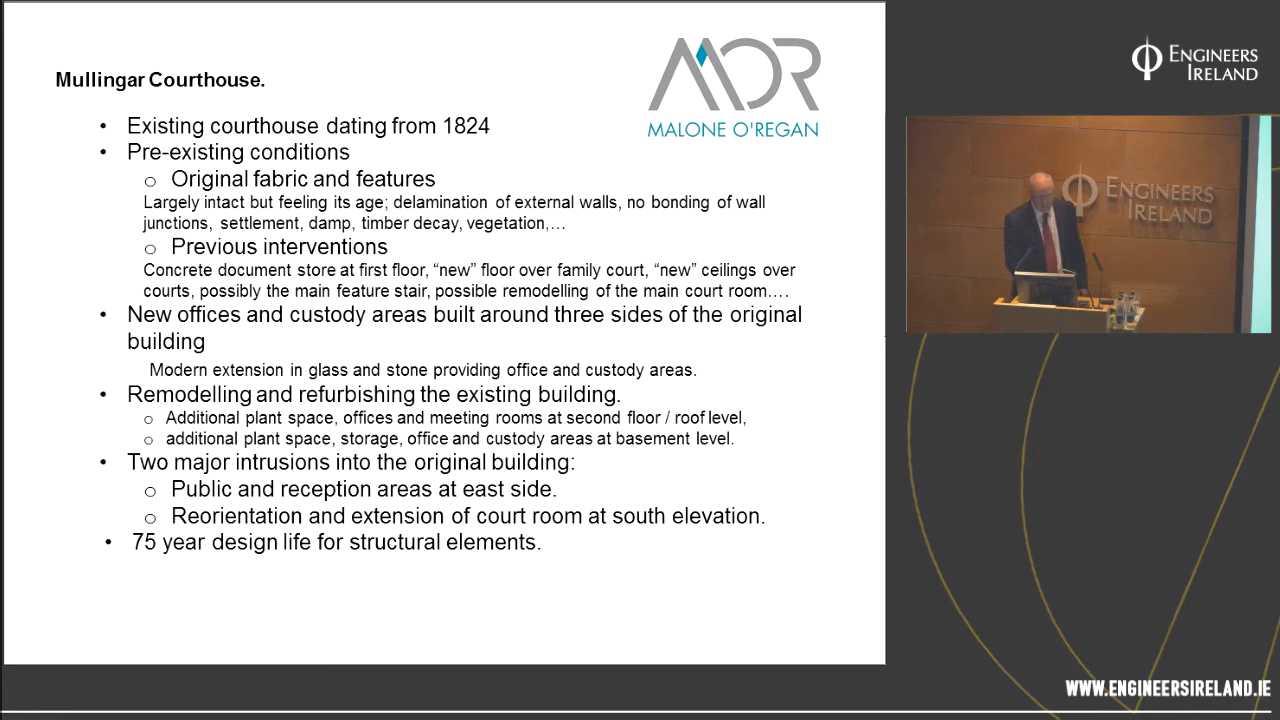 Mullingar Courthouse.
MOR
MALONE O'REGAN
• Existing courthouse dating from 1824
• Pre-existing conditions
o Original fabric and features
Largely intact but feeling its age; delamination of external walls, no bonding of wall
junctions, settlement, damp, timber decay, vegetation,…
o Previous interventions
Concrete document store at first floor, “new” floor over family court, “new” ceilings over
courts, possibly the main feature stair, possible remodelling of the main court room….
• New offices and custody areas built around three sides of the original
building
Modern extension in glass and stone providing office and custody areas.
• Remodelling and refurbishing the existing building.
o Additional plant space, offices and meeting rooms at second floor / roof level,
o additional plant space, storage, office and custody areas at basement level.
• Two major intrusions into the original building:
o Public and reception areas at east side.
o Reorientation and extension of court room at south elevation.
• 75 year design life for structural elements.
ENGINEERS
IRELAND
ENGINEERS
IRELAND
WWW.ENGINEERSIRELAND.IE